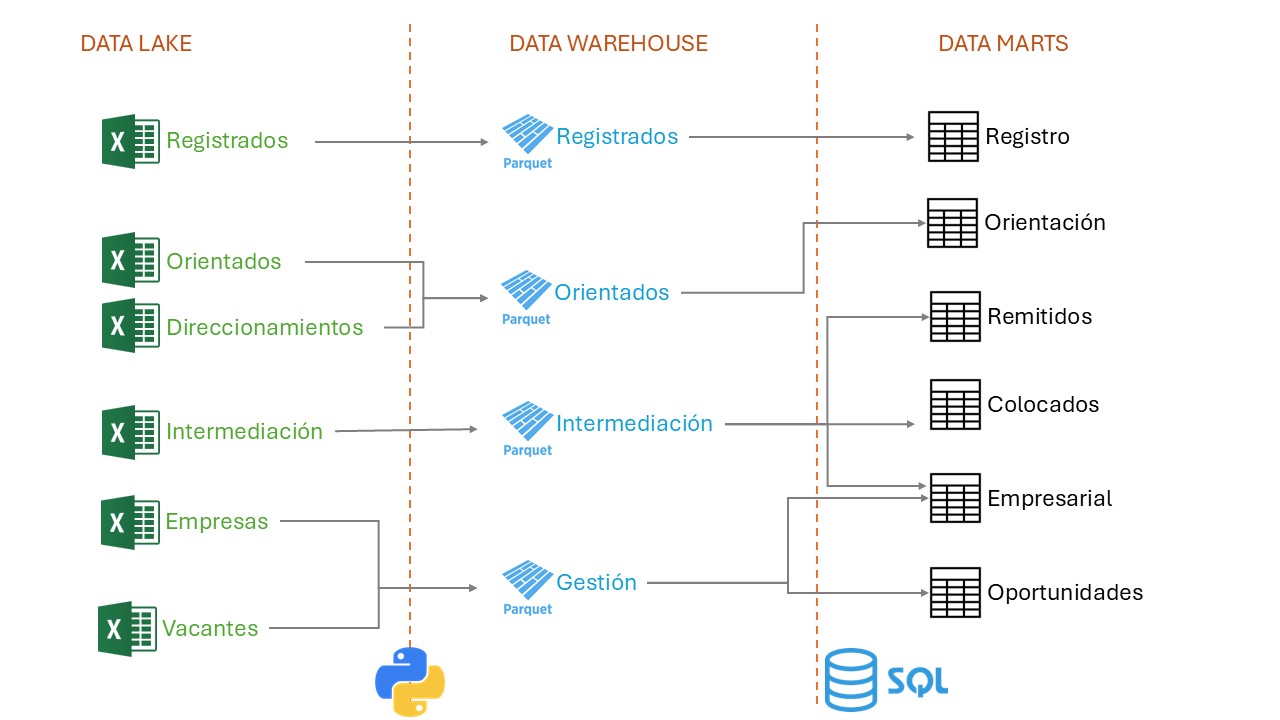 DATA LAKE
DATA WAREHOUSE
DATA MARTS
X Registrados
Parquet
Registrados
Registro
Orientación
X Orientados
X Direccionamientos
Parquet
Orientados
Remitidos
Colocados
X Intermediación
Parquet
Intermediación
Empresarial
X Empresas
X Vacantes
Parquet
Gestión
Oportunidades
SQL